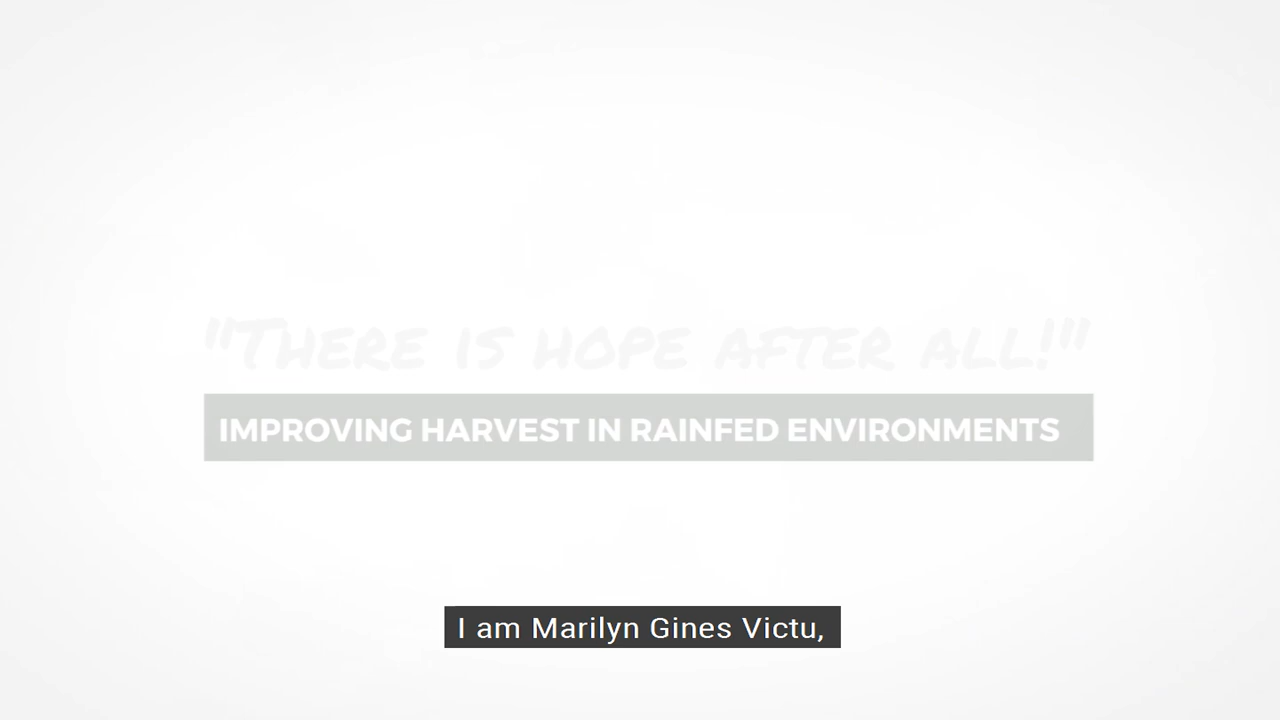 "THERE IS HOPE AFTER ALL!"
IMPROVING HARVEST IN RAINFED ENVIRONMENTS
I am Marilyn Gines Victu,